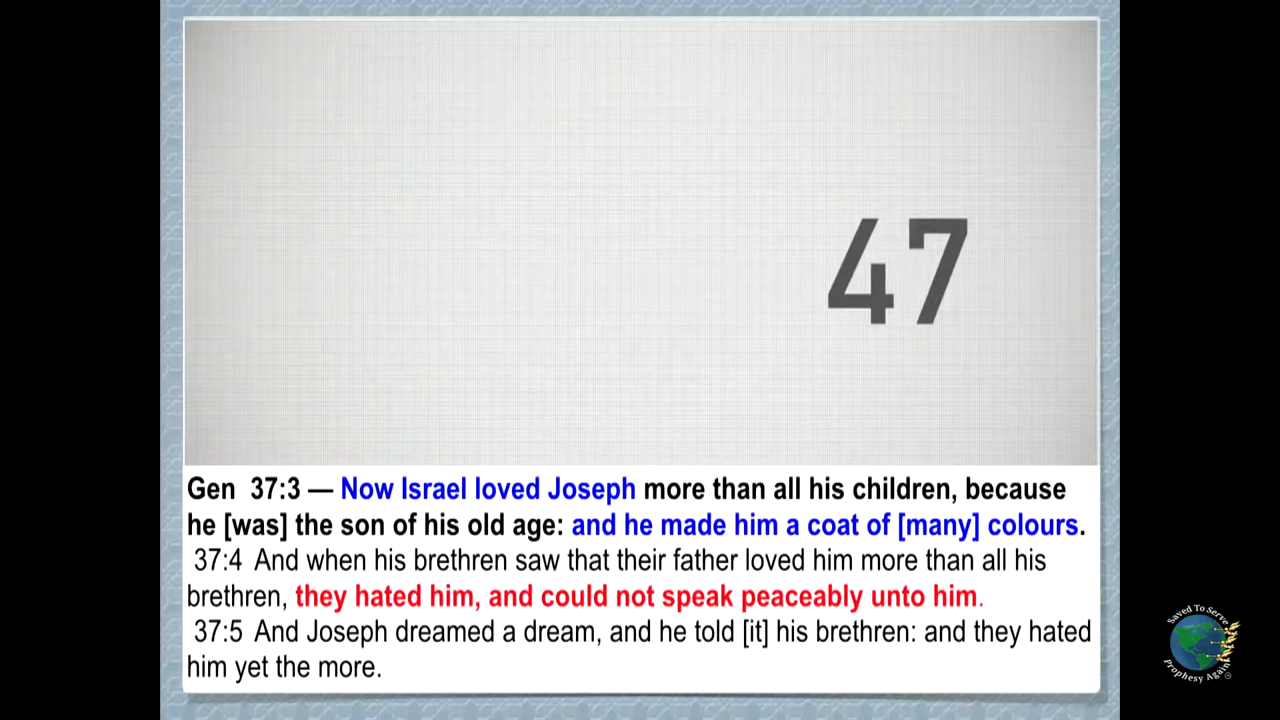 47
Gen 37:3 — Now Israel loved Joseph more than all his children, because
he [was] the son of his old age: and he made him a coat of [many] colours.
37:4 And when his brethren saw that their father loved him more than all his
brethren, they hated him, and could not speak peaceably unto him.
37:5 And Joseph dreamed a dream, and he told [it] his brethren: and they hated
him yet the more.
Saved To Serve
Prophesy Again